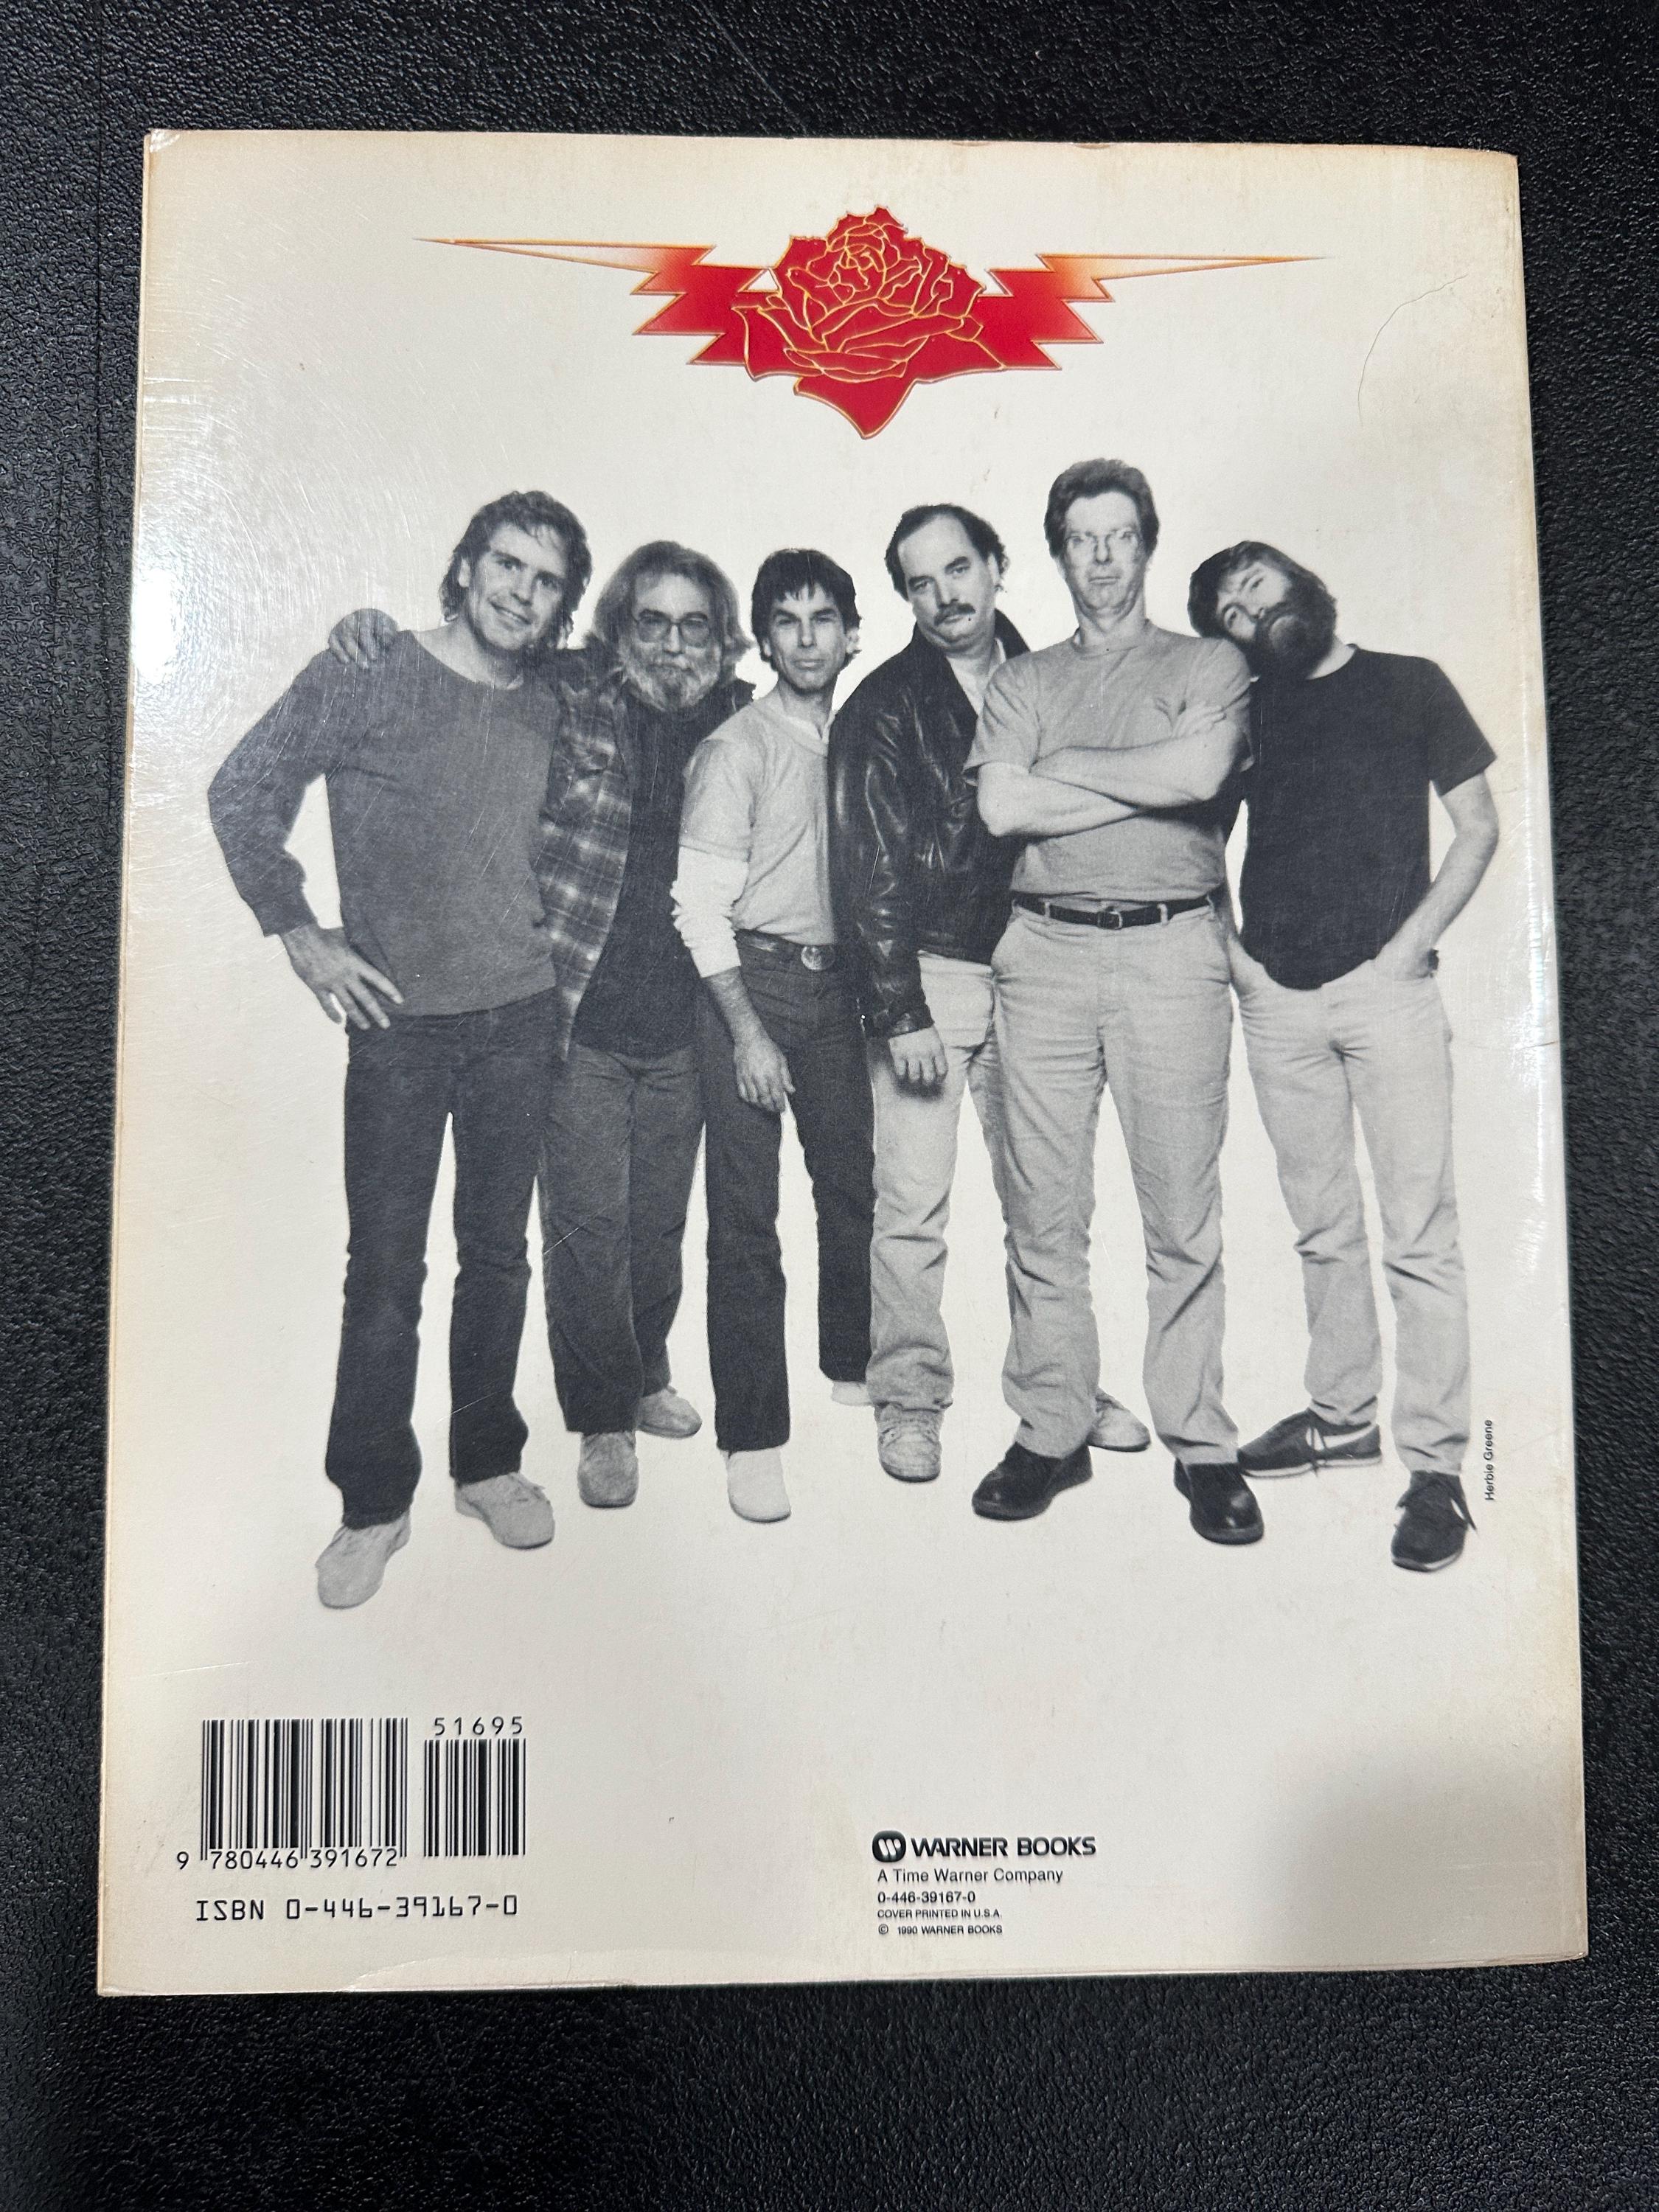 Herbie Greene
51695
9 780446 391672
ISBN 0-446-39167-0
WARNER BOOKS
A Time Warner Company
0-446-39167-0
COVER PRINTED IN U.S.A.
© 1990 WARNER BOOKS